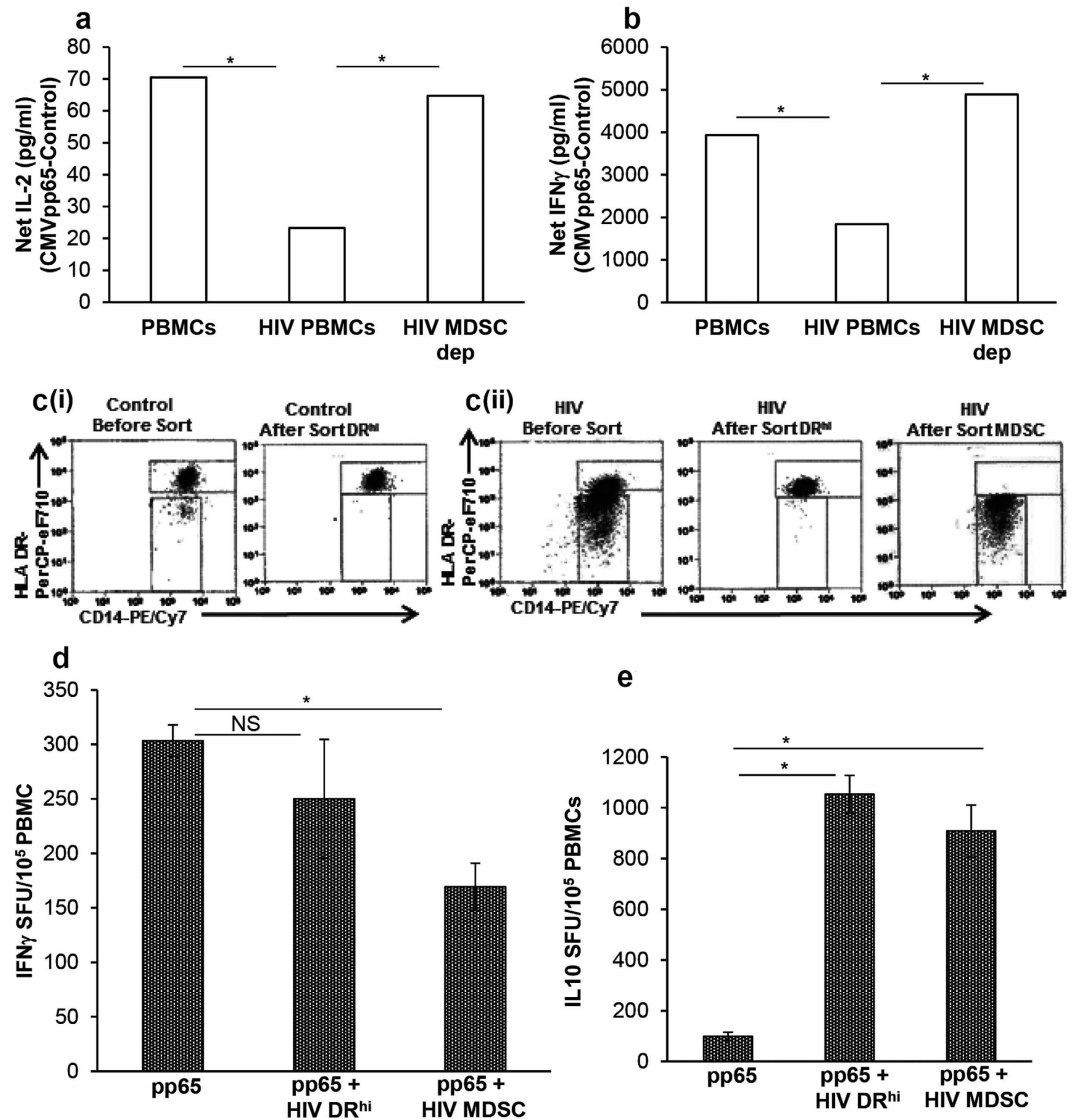 a
80
70
60
50
40
30
20
10
0
Net IL-2 (pg/ml)
(CMVpp65-Control)
*
*
PBMCs
HIV PBMCs
HIV MDSC
dep
b
6000
5000
4000
3000
2000
1000
0
Net IFNγ (pg/ml)
(CMVpp65-Control)
*
*
PBMCs
HIV PBMCs
HIV MDSC
dep
c(i)
Control
Before Sort
Control
After Sort DRhi
HLA DR-
PerCP-eF710
CD14-PE/Cy7
c(ii)
HIV
Before Sort
HIV
After Sort DRhi
HIV
After Sort MDSC
HLA DR-
PerCP-eF710
CD14-PE/Cy7
d
350
300
250
200
150
100
50
0
IFNγ SFU/10⁵ PBMC
*
NS
pp65
pp65 +
HIV DRhi
pp65 +
HIV MDSC
e
1200
1000
800
600
400
200
0
IL10 SFU/10⁵ PBMCs
*
*
pp65
pp65 +
HIV DRhi
pp65 +
HIV MDSC